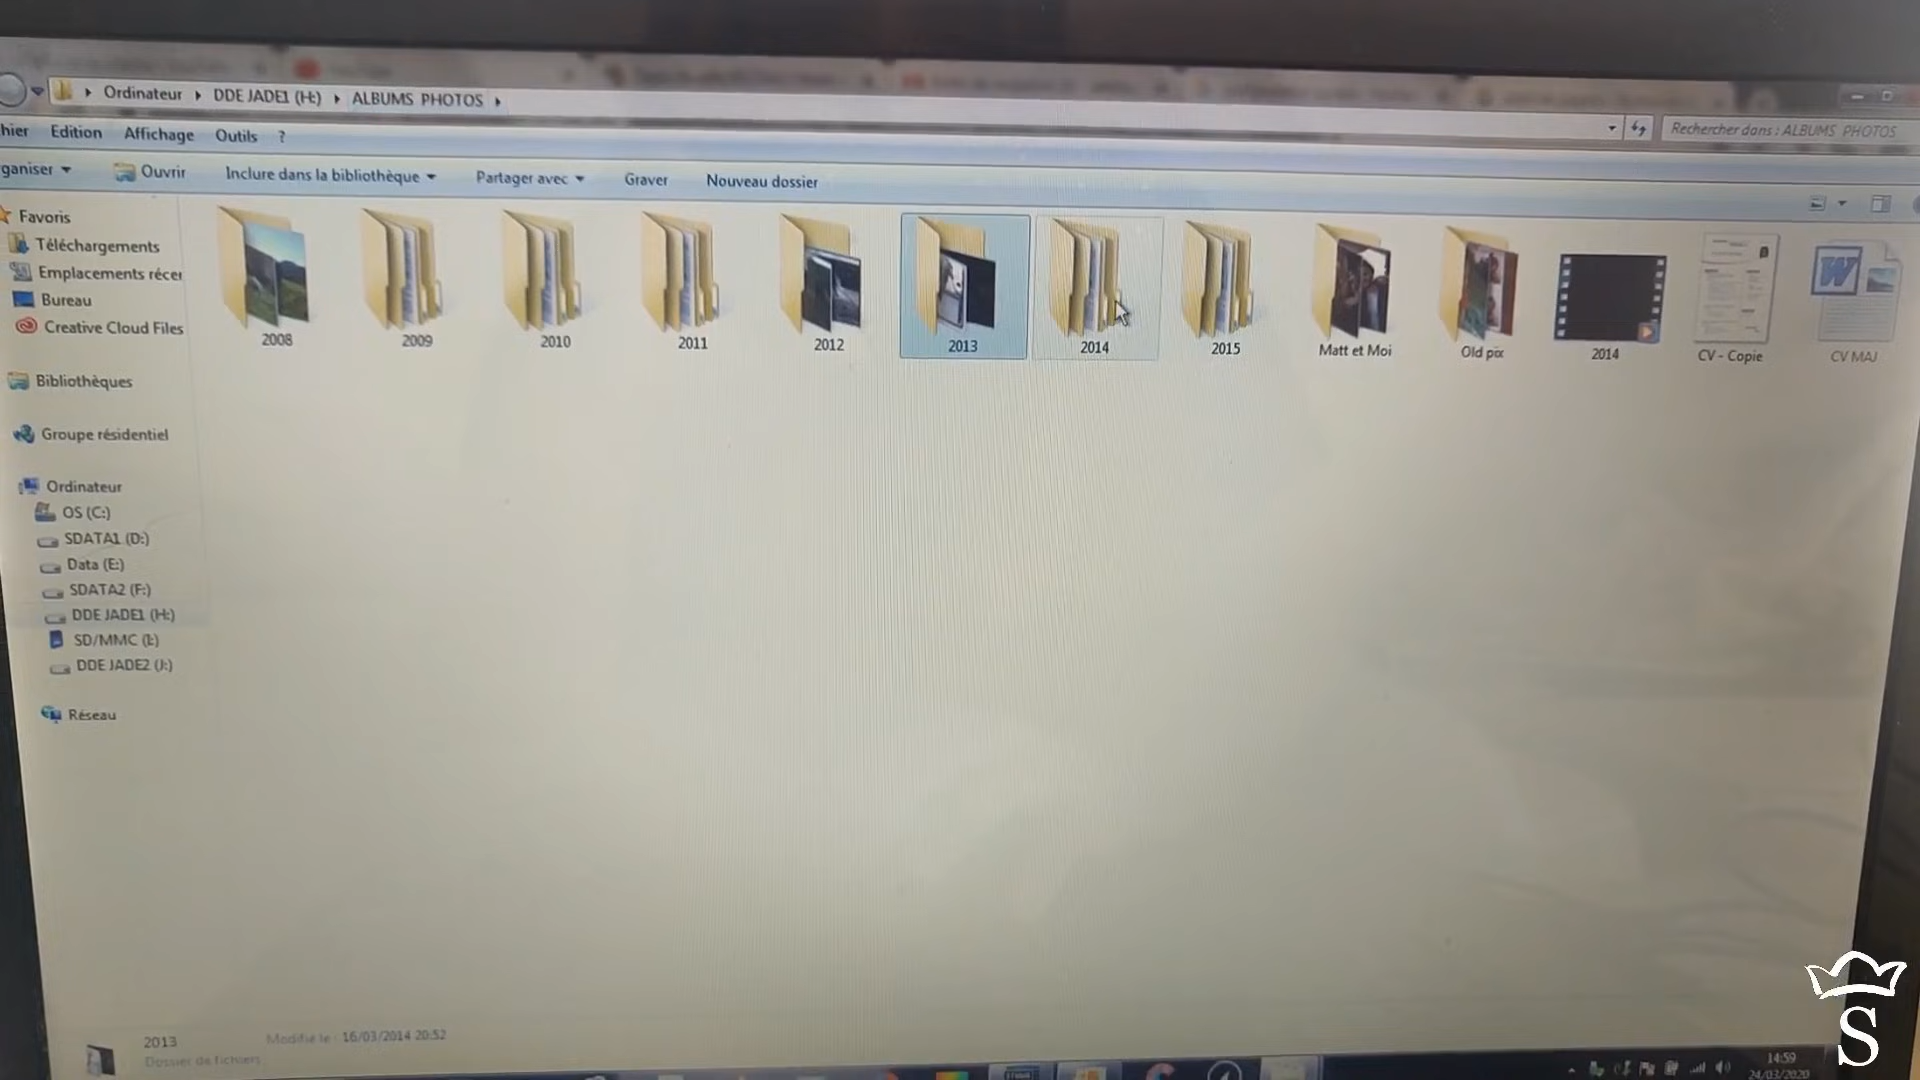 Ordinateur DDE JADE1 (H:) ALBUMS PHOTOS
hier Edition Affichage Outils ?
Rechercher dans : ALBUMS PHOTOS
ganiser Ouvrir Inclure dans la bibliothèque Partager avec Graver Nouveau dossier
Favoris
Téléchargements
Emplacements récer
Bureau
Creative Cloud Files
Bibliothèques
Groupe résidentiel
Ordinateur
OS (C:)
SDATA1 (D:)
Data (E:)
SDATA2 (F:)
DDE JADE1 (H:)
SD/MMC (I:)
DDE JADE2 (J:)
Réseau
2008 2009 2010 2011 2012 2013 2014 2015 Matt et Moi Old pix 2014 CV - Copie CV MAJ
W
2013 Modifié le : 16/03/2014 20:52
Dossier de fichiers
14:59
24/03/2020
S